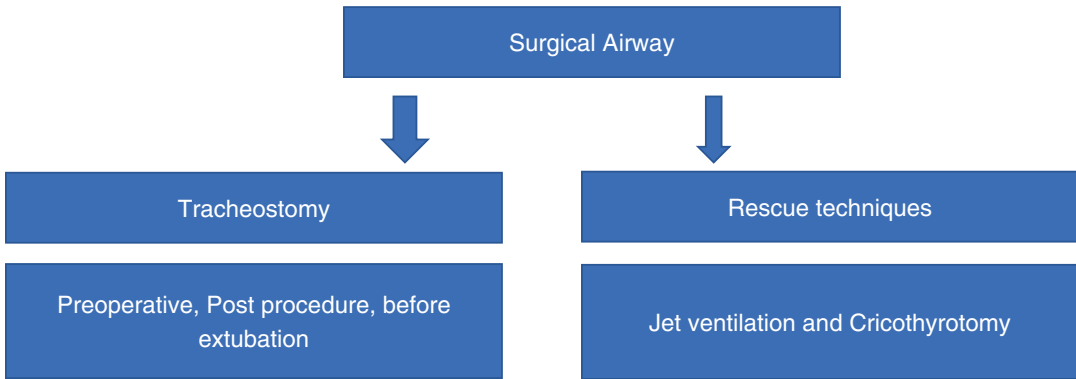 Surgical Airway
Tracheostomy
Rescue techniques
Preoperative, Post procedure, before
extubation
Jet ventilation and Cricothyrotomy